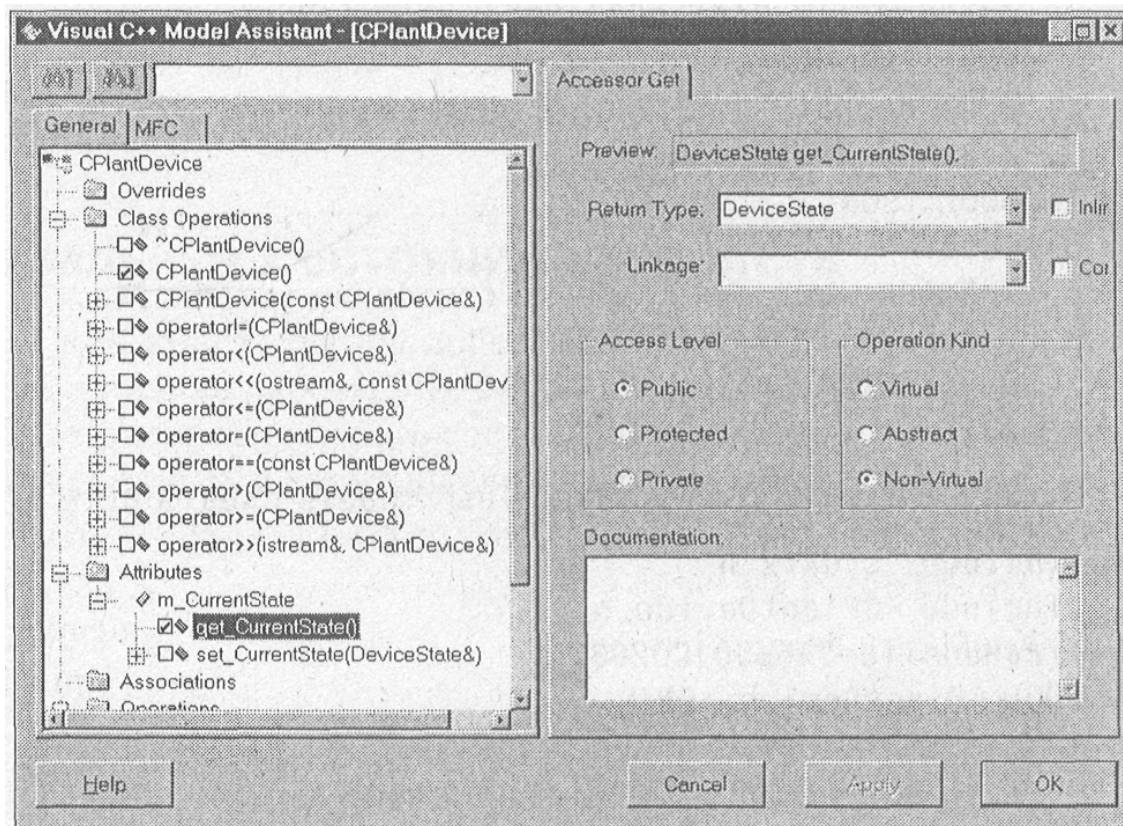 Visual C++ Model Assistant - [CPlantDevice]
General
MFC
CPlantDevice
Overrides
Class Operations
~CPlantDevice()
CPlantDevice()
CPlantDevice(const CPlantDevice&)
operator!=(CPlantDevice&)
operator<(CPlantDevice&)
operator<<(ostream&, const CPlantDev
operator<=(CPlantDevice&)
operator=(CPlantDevice&)
operator==(const CPlantDevice&)
operator>(CPlantDevice&)
operator>=(CPlantDevice&)
operator>>(istream&, CPlantDevice&)
Attributes
m_CurrentState
get_CurrentState()
set_CurrentState(DeviceState&)
Associations
Operations
Accessor Get
Preview: DeviceState get_CurrentState();
Return Type: DeviceState
Inlir
Linkage:
Cor
Access Level
Public
Protected
Private
Operation Kind
Virtual
Abstract
Non-Virtual
Documentation:
Help
Cancel
Apply
OK